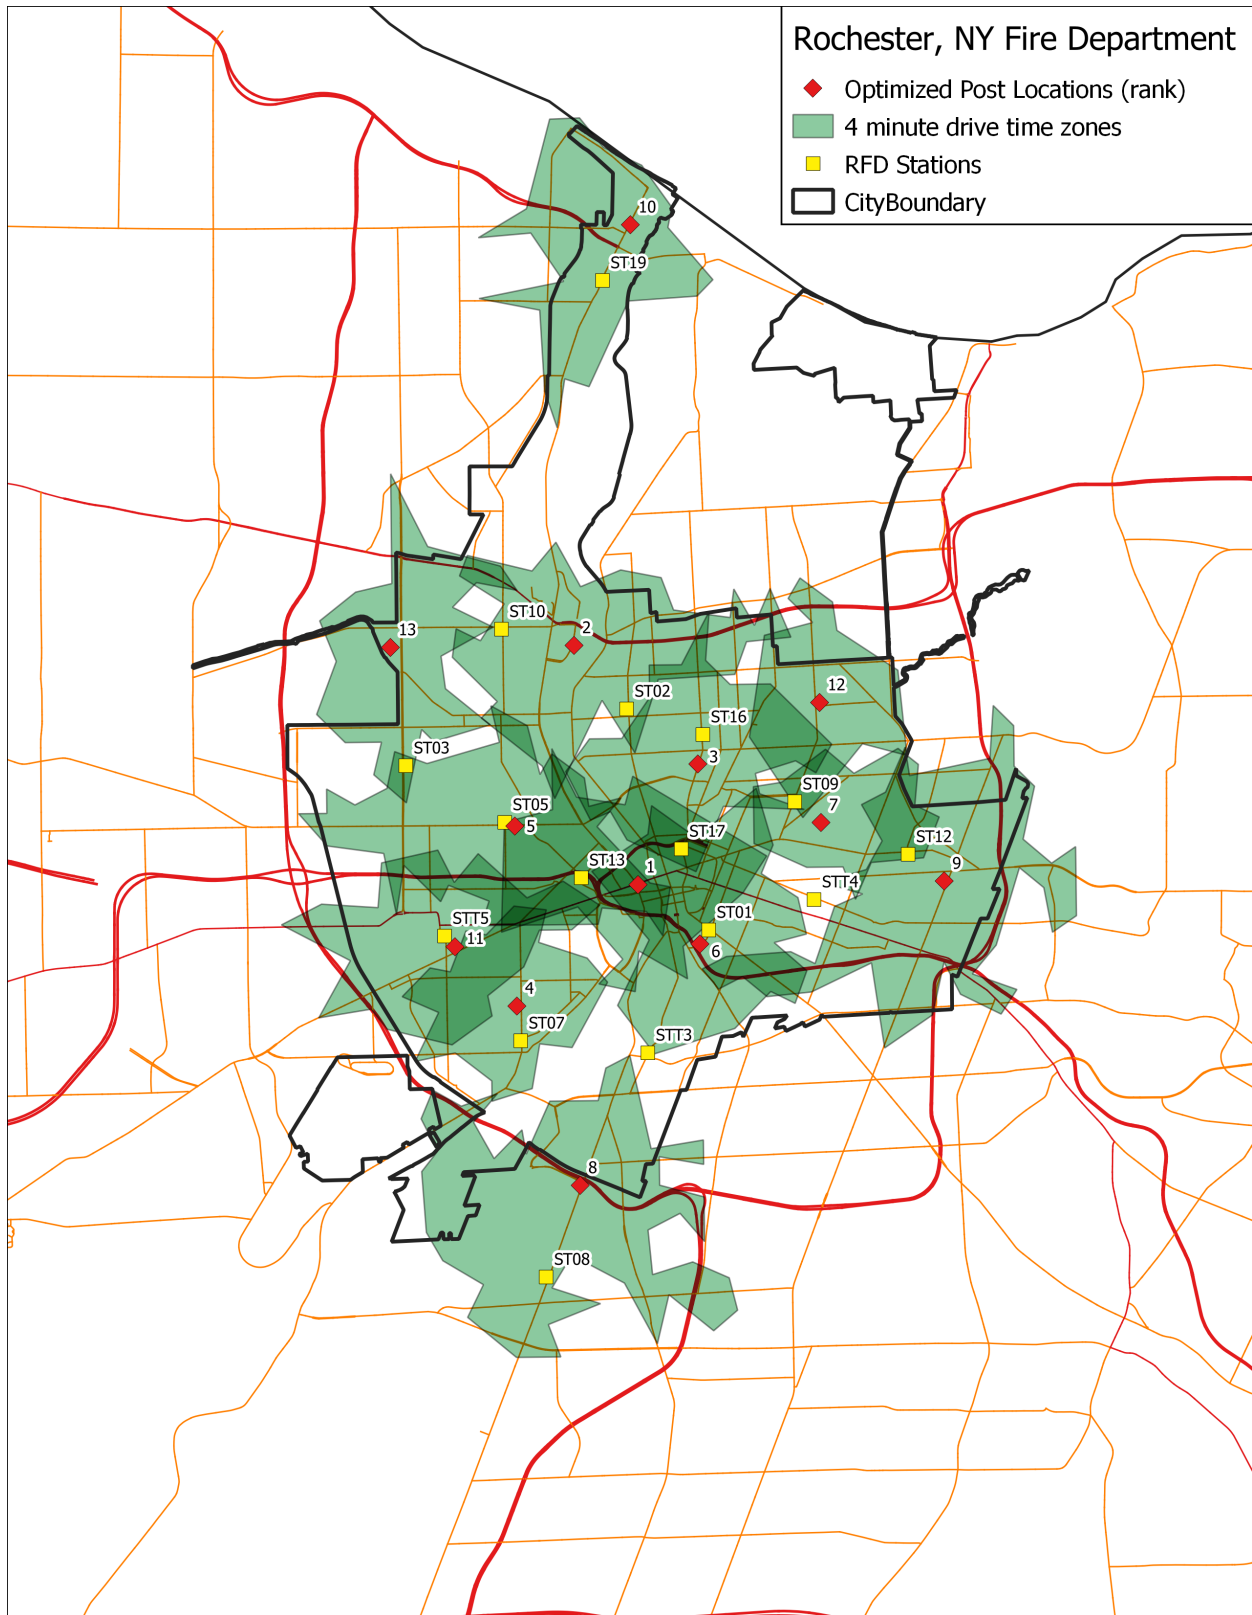 Rochester, NY Fire Department
Optimized Post Locations (rank)
4 minute drive time zones
RFD Stations
CityBoundary
10
ST19
ST10
13
2
12
ST02
ST16
ST03
3
ST09
ST05
7
5
ST17
ST12
ST13
1
9
STT4
STT5
ST01
11
6
4
ST07
STT3
8
ST08